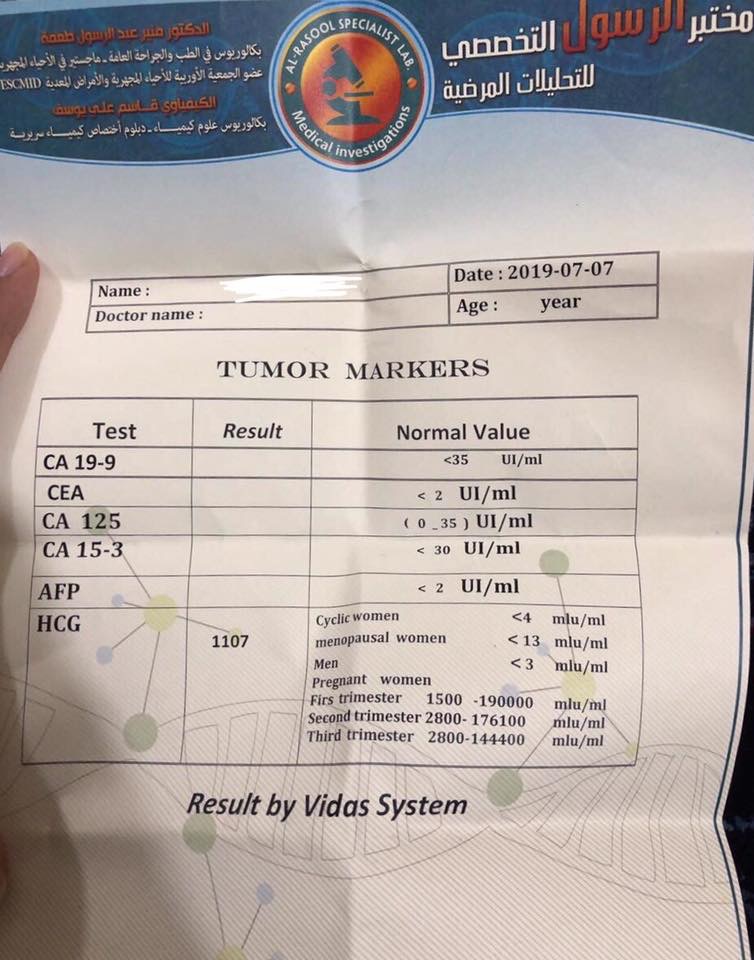 مختبر الرسول التخصصي
للتحليلات المرضية
AL-RASOOL SPECIALIST LAB.
Medical investigations
الدكتور منير عبد الرسول طعمة
بكالوريوس في الطب والجراحة العامة - ماجستير في الأحياء المجهرية
عضو الجمعية الأوربية للأحياء المجهرية والأمراض المعدية ESCMID
الكيمياوي قاسم علي يوسف
بكالوريوس علوم كيمياء - دبلوم أختصاص كيمياء سريرية
Name :
Date : 2019-07-07
Doctor name :
Age : year
TUMOR MARKERS
Test Result Normal Value
CA 19-9 <35 UI/ml
CEA < 2 UI/ml
CA 125 ( 0 _ 35 ) UI/ml
CA 15-3 < 30 UI/ml
AFP < 2 UI/ml
HCG 1107 Cyclic women <4 mlu/ml
menopausal women < 13 mlu/ml
Men < 3 mlu/ml
Pregnant women
Firs trimester 1500 -190000 mlu/ml
Second trimester 2800- 176100 mlu/ml
Third trimester 2800-144400 mlu/ml
Result by Vidas System